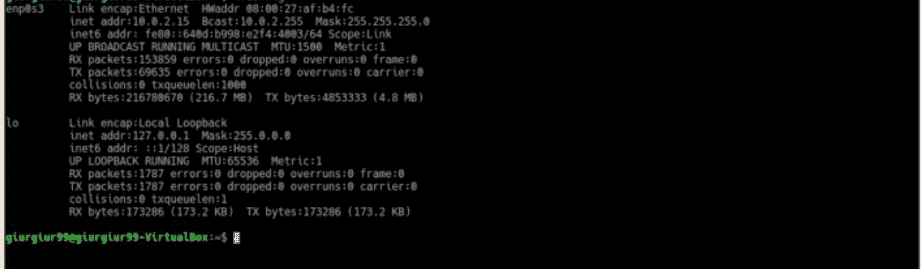 enp0s3 Link encap:Ethernet HWaddr 08:00:27:af:b4:fc
inet addr:10.0.2.15 Bcast:10.0.2.255 Mask:255.255.255.0
inet6 addr: fe80::640d:b998:e2f4:4003/64 Scope:Link
UP BROADCAST RUNNING MULTICAST MTU:1500 Metric:1
RX packets:153859 errors:0 dropped:0 overruns:0 frame:0
TX packets:69635 errors:0 dropped:0 overruns:0 carrier:0
collisions:0 txqueuelen:1000
RX bytes:216780670 (216.7 MB) TX bytes:4853333 (4.8 MB)
lo Link encap:Local Loopback
inet addr:127.0.0.1 Mask:255.0.0.0
inet6 addr: ::1/128 Scope:Host
UP LOOPBACK RUNNING MTU:65536 Metric:1
RX packets:1787 errors:0 dropped:0 overruns:0 frame:0
TX packets:1787 errors:0 dropped:0 overruns:0 carrier:0
collisions:0 txqueuelen:1
RX bytes:173286 (173.2 KB) TX bytes:173286 (173.2 KB)
giurgiur99@giurgiur99-VirtualBox:~$